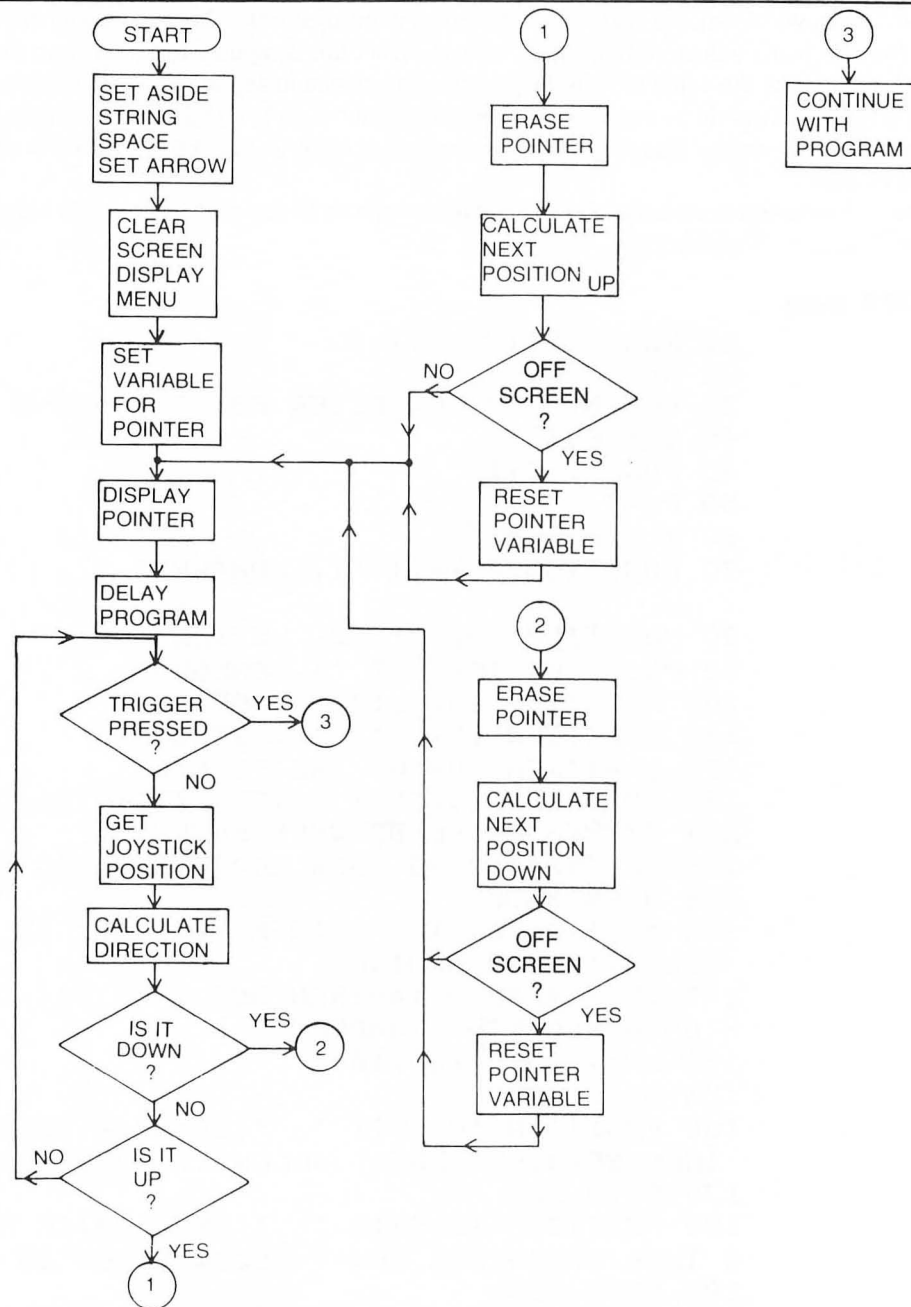 START
SET ASIDE
STRING
SPACE
SET ARROW
CLEAR
SCREEN
DISPLAY
MENU
SET
VARIABLE
FOR
POINTER
DISPLAY
POINTER
DELAY
PROGRAM
TRIGGER
PRESSED
?
YES
3
NO
GET
JOYSTICK
POSITION
CALCULATE
DIRECTION
IS IT
DOWN
?
YES
2
NO
IS IT
UP
?
NO
YES
1
1
ERASE
POINTER
CALCULATE
NEXT
POSITION UP
OFF
SCREEN
?
NO
YES
RESET
POINTER
VARIABLE
2
ERASE
POINTER
CALCULATE
NEXT
POSITION
DOWN
OFF
SCREEN
?
YES
RESET
POINTER
VARIABLE
3
CONTINUE
WITH
PROGRAM